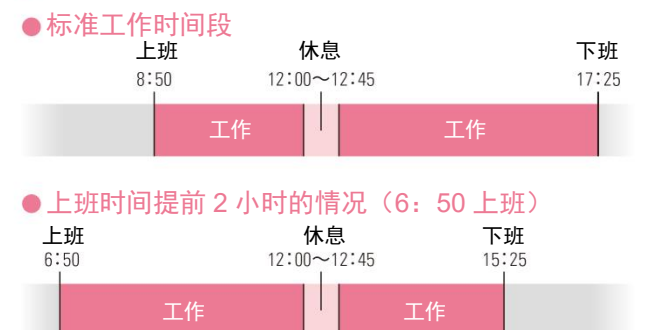 ●标准工作时间段
上班 休息 下班
8:50 12:00～12:45 17:25
工作 工作
●上班时间提前 2 小时的情况（6：50 上班）
上班 休息 下班
6:50 12:00～12:45 15:25
工作 工作